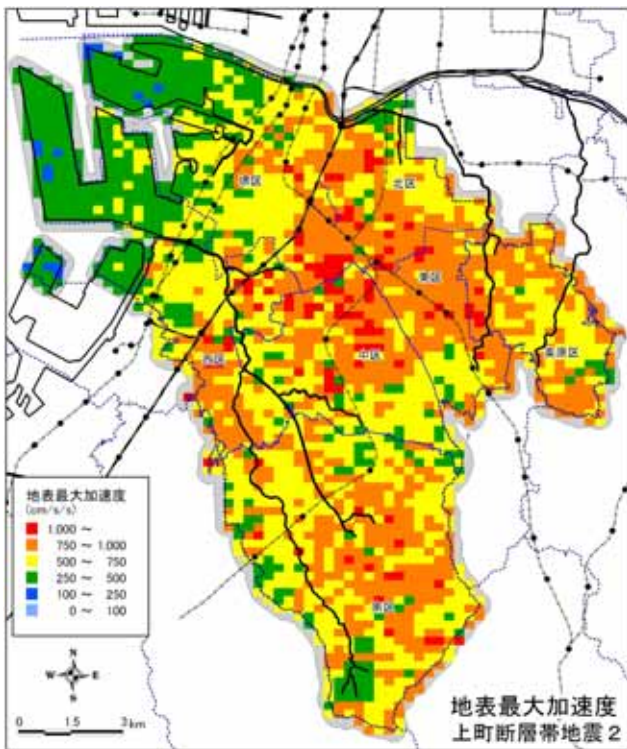 堺区
北区
東区
美原区
西区
中区
南区
地表最大加速度
(cm/s/s)
1,000 ～
750 ～ 1,000
500 ～ 750
250 ～ 500
100 ～ 250
0 ～ 100
N
W E
S
0 1.5 3 km
地表最大加速度
上町断層帯地震２